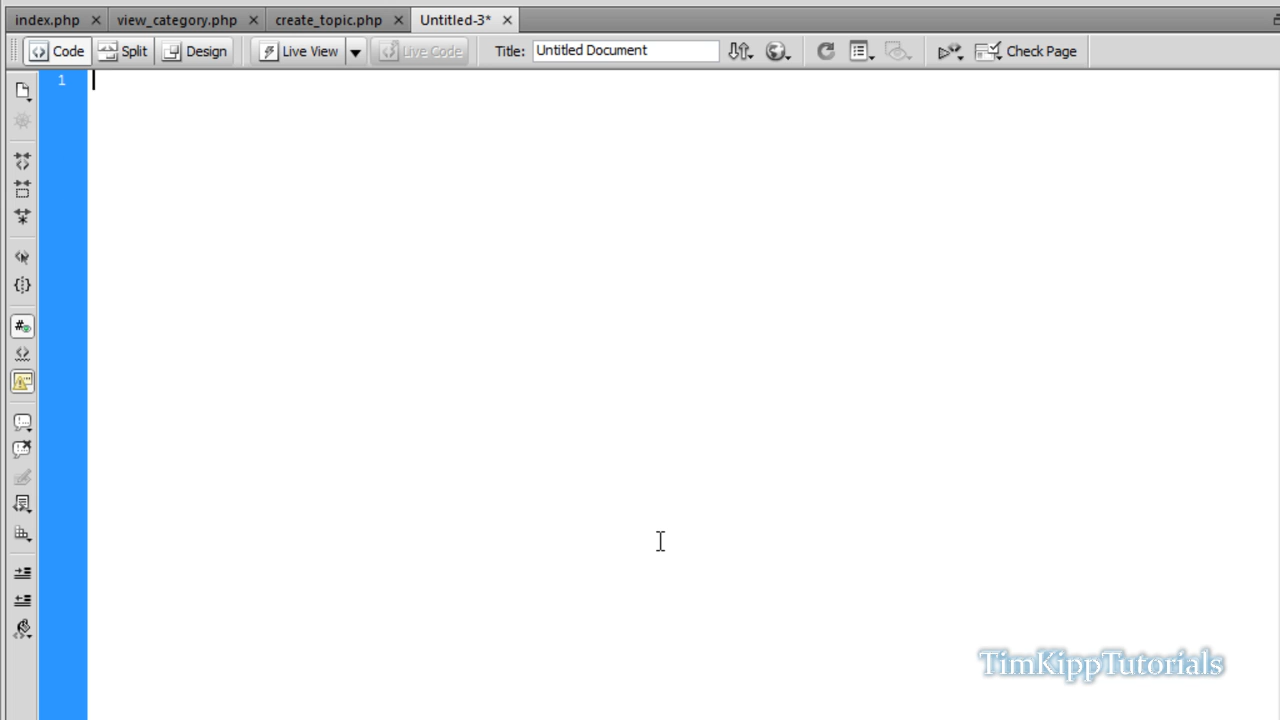 index.php view_category.php create_topic.php Untitled-3*
Code Split Design Live View Live Code Title: Untitled Document Check Page
1
TimKippTutorials